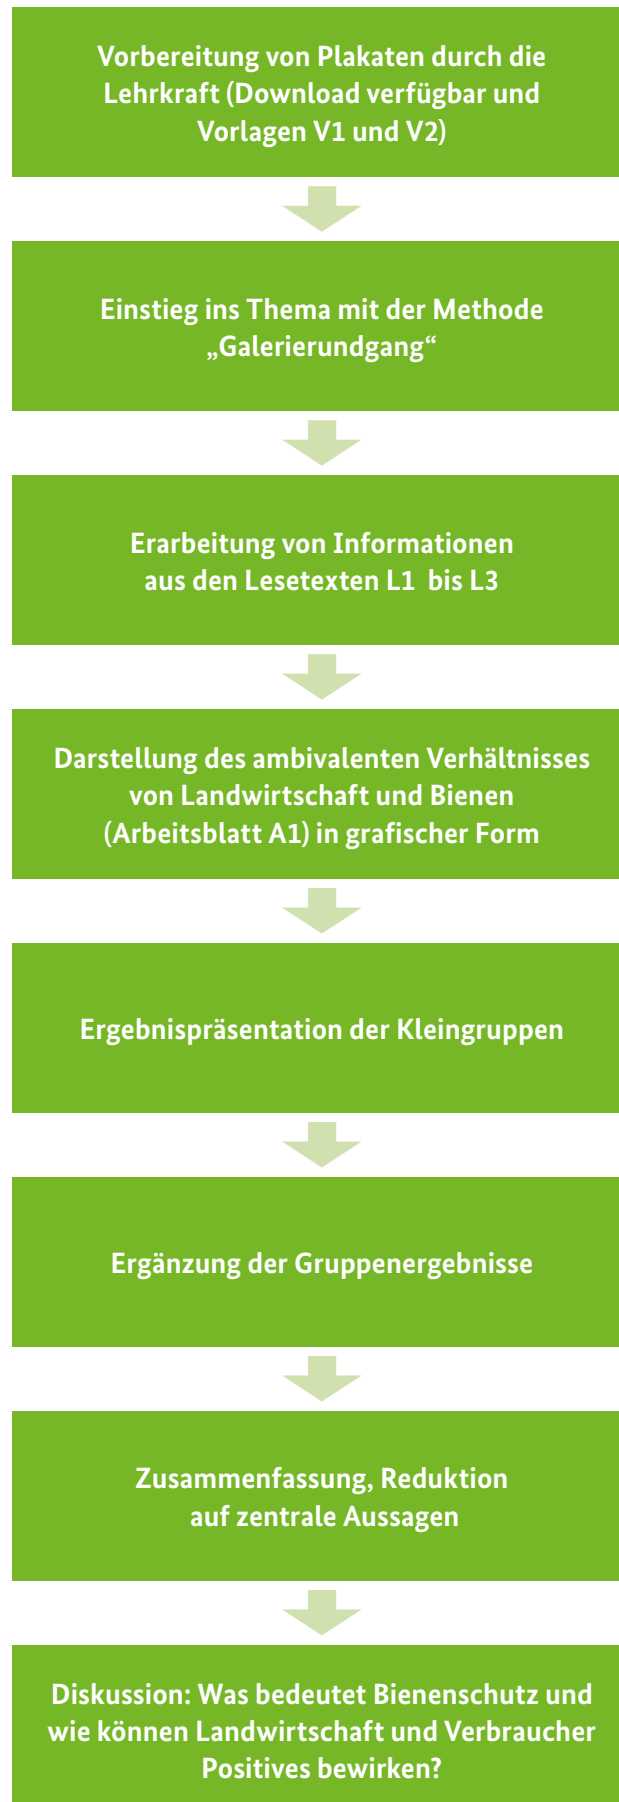 Vorbereitung von Plakaten durch die
Lehrkraft (Download verfügbar und
Vorlagen V1 und V2)
Einstieg ins Thema mit der Methode
„Galerierundgang“
Erarbeitung von Informationen
aus den Lesetexten L1 bis L3
Darstellung des ambivalenten Verhältnisses
von Landwirtschaft und Bienen
(Arbeitsblatt A1) in grafischer Form
Ergebnispräsentation der Kleingruppen
Ergänzung der Gruppenergebnisse
Zusammenfassung, Reduktion
auf zentrale Aussagen
Diskussion: Was bedeutet Bienenschutz und
wie können Landwirtschaft und Verbraucher
Positives bewirken?